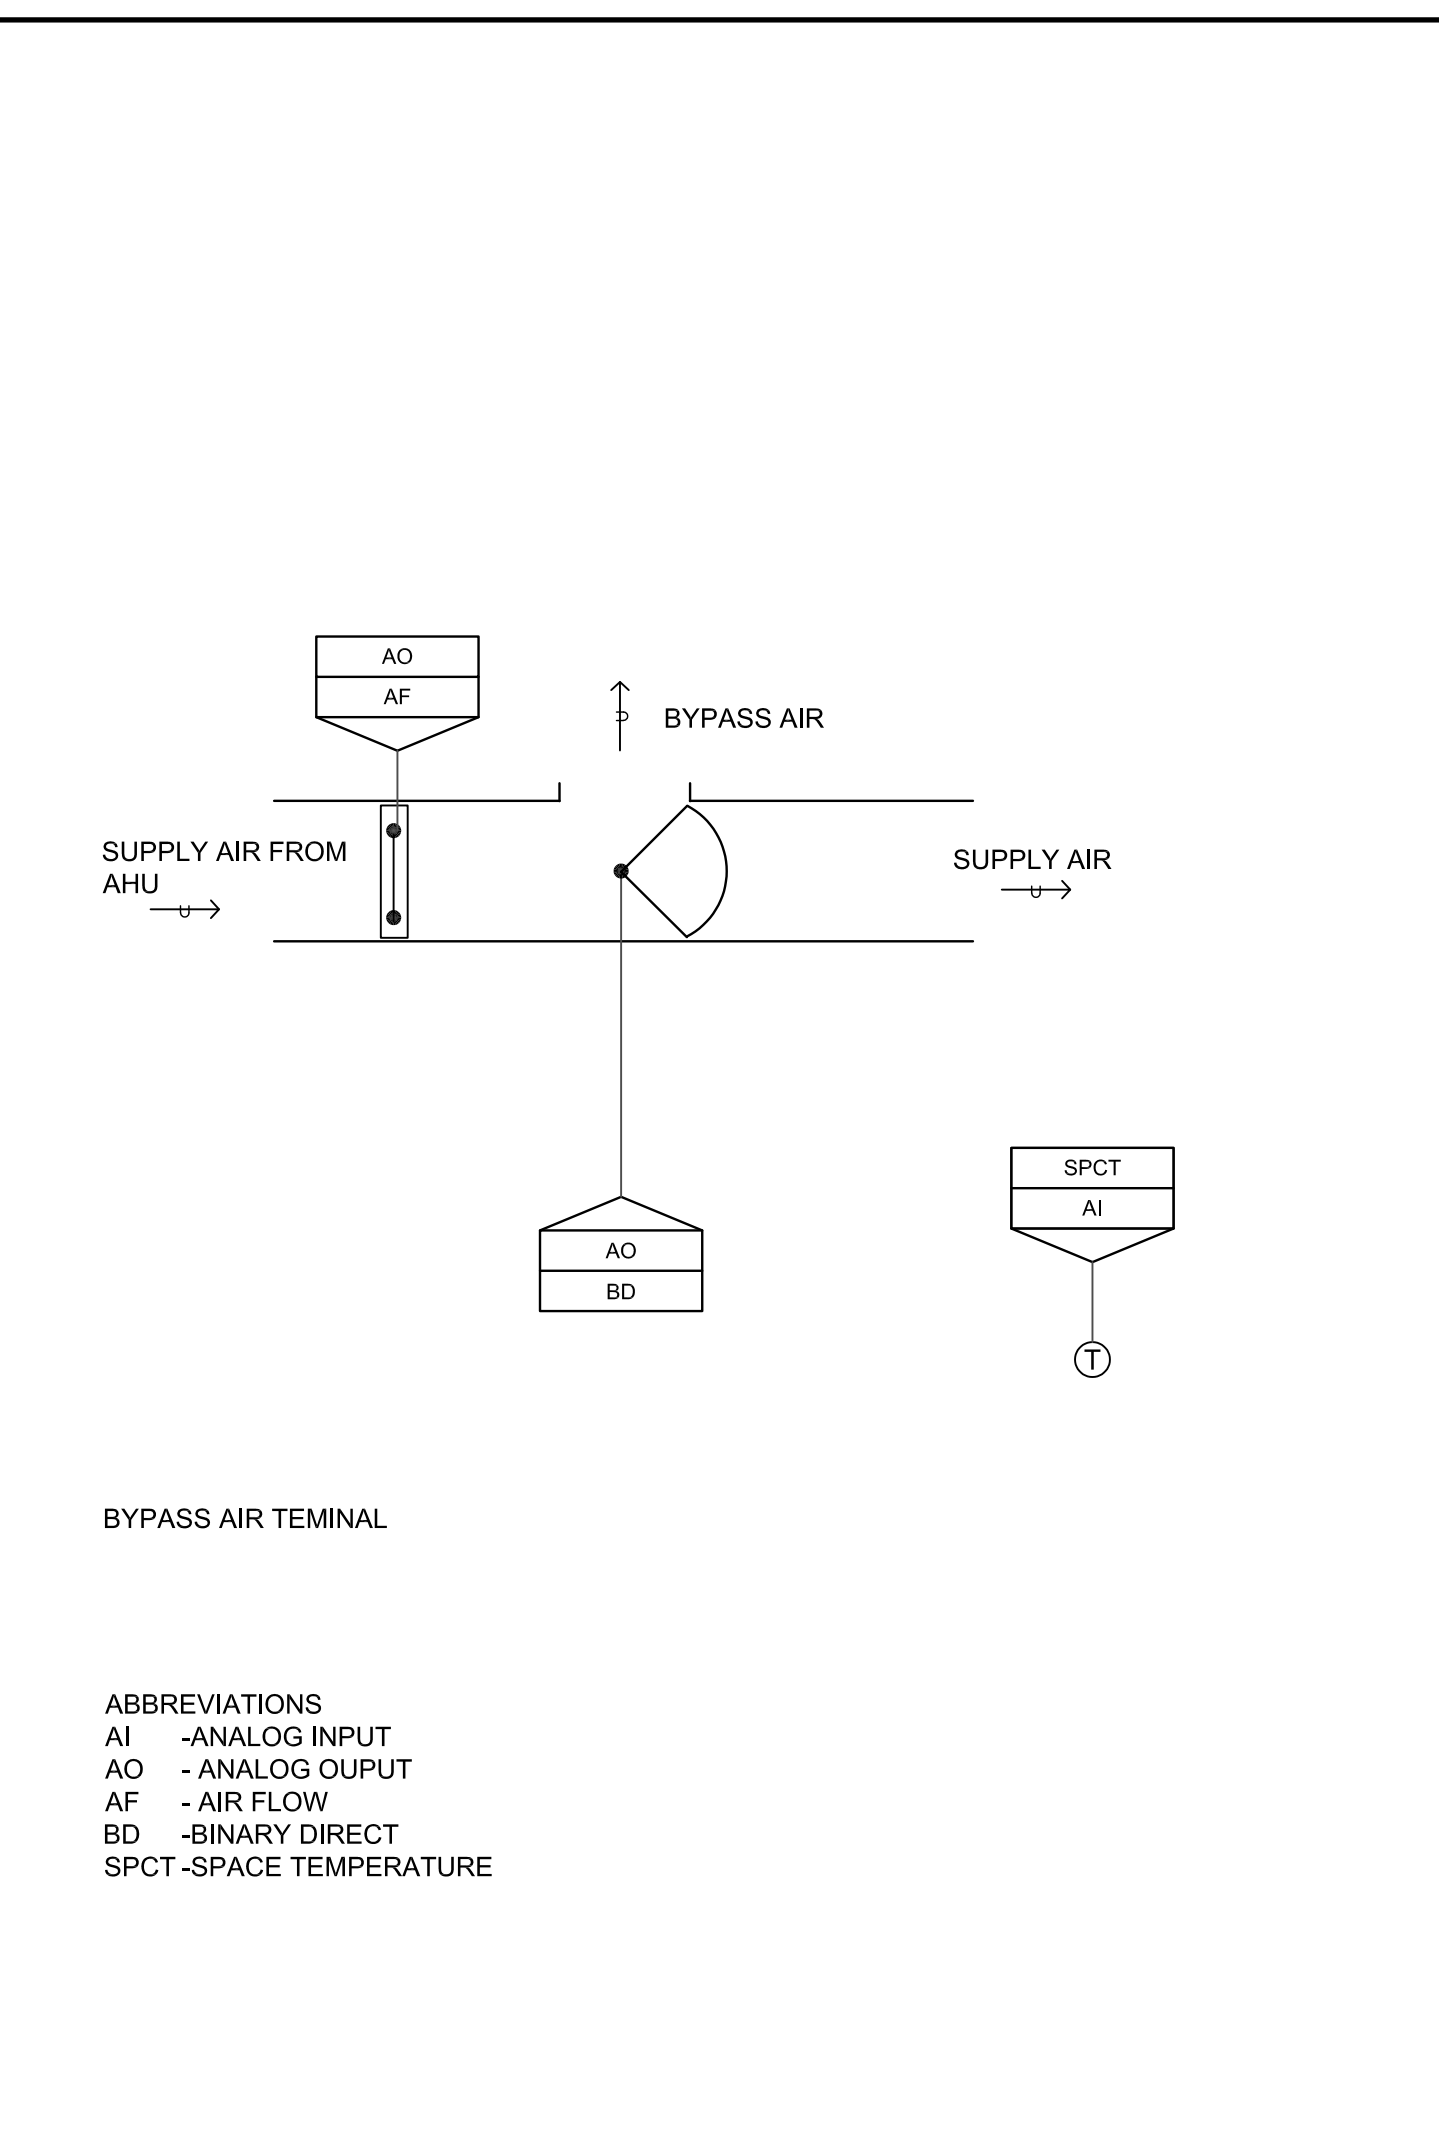 AO
AF
BYPASS AIR
SUPPLY AIR FROM
AHU
SUPPLY AIR
SPCT
AI
AO
BD
T
BYPASS AIR TEMINAL
ABBREVIATIONS
AI -ANALOG INPUT
AO - ANALOG OUPUT
AF - AIR FLOW
BD -BINARY DIRECT
SPCT -SPACE TEMPERATURE